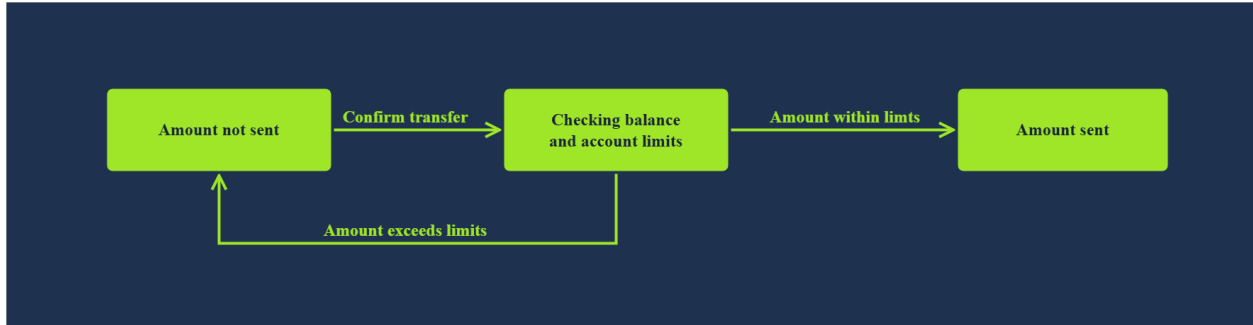 Amount not sent
Confirm transfer
Checking balance
and account limits
Amount within limts
Amount sent
Amount exceeds limits